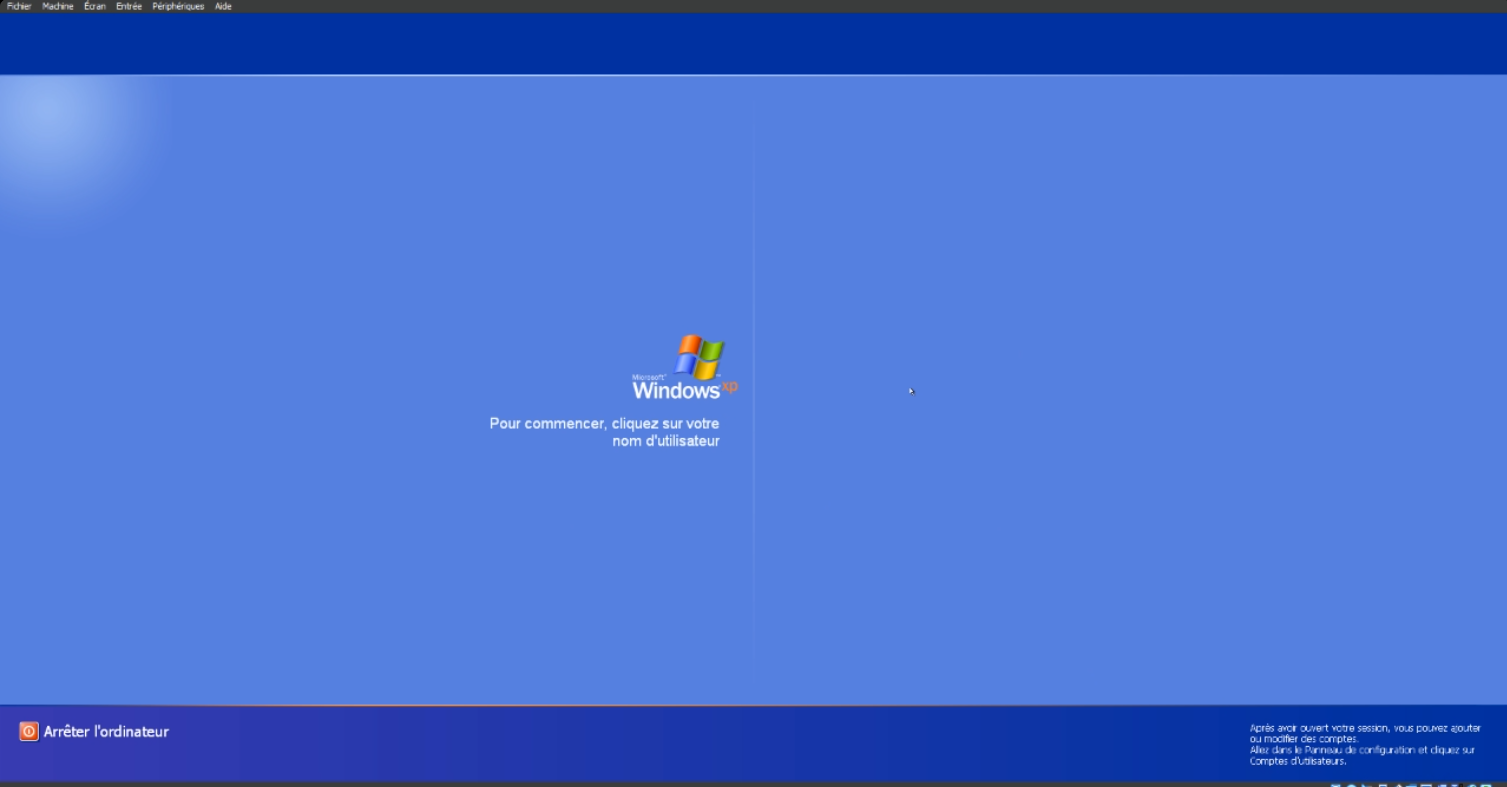 Fichier Machine Écran Entrée Périphériques Aide
Microsoft
Windows xp
Pour commencer, cliquez sur votre
nom d'utilisateur
Arrêter l'ordinateur
Après avoir ouvert votre session, vous pouvez ajouter
ou modifier des comptes.
Allez dans le Panneau de configuration et cliquez sur
Comptes d'utilisateurs.